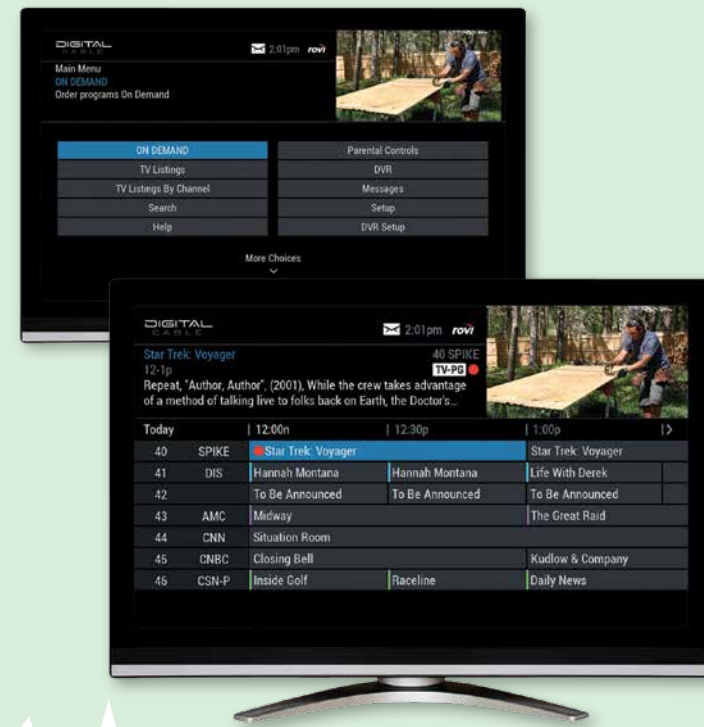 DIGITAL
CABLE
2:01pm rovi
Main Menu
ON DEMAND
Order programs On Demand
ON DEMAND Parental Controls
TV Listings DVR
TV Listings By Channel Messages
Search Setup
Help DVR Setup
More Choices
DIGITAL
CABLE
2:01pm rovi
Star Trek: Voyager 40 SPIKE
12-1p TV-PG
Repeat, "Author, Author", (2001), While the crew takes advantage
of a method of talking live to folks back on Earth, the Doctor's...
Today 12:00n 12:30p 1:00p
40 SPIKE Star Trek: Voyager Star Trek: Voyager
41 DIS Hannah Montana Hannah Montana Life With Derek
42 To Be Announced To Be Announced To Be Announced
43 AMC Midway The Great Raid
44 CNN Situation Room
45 CNBC Closing Bell Kudlow & Company
46 CSN-P Inside Golf Raceline Daily News